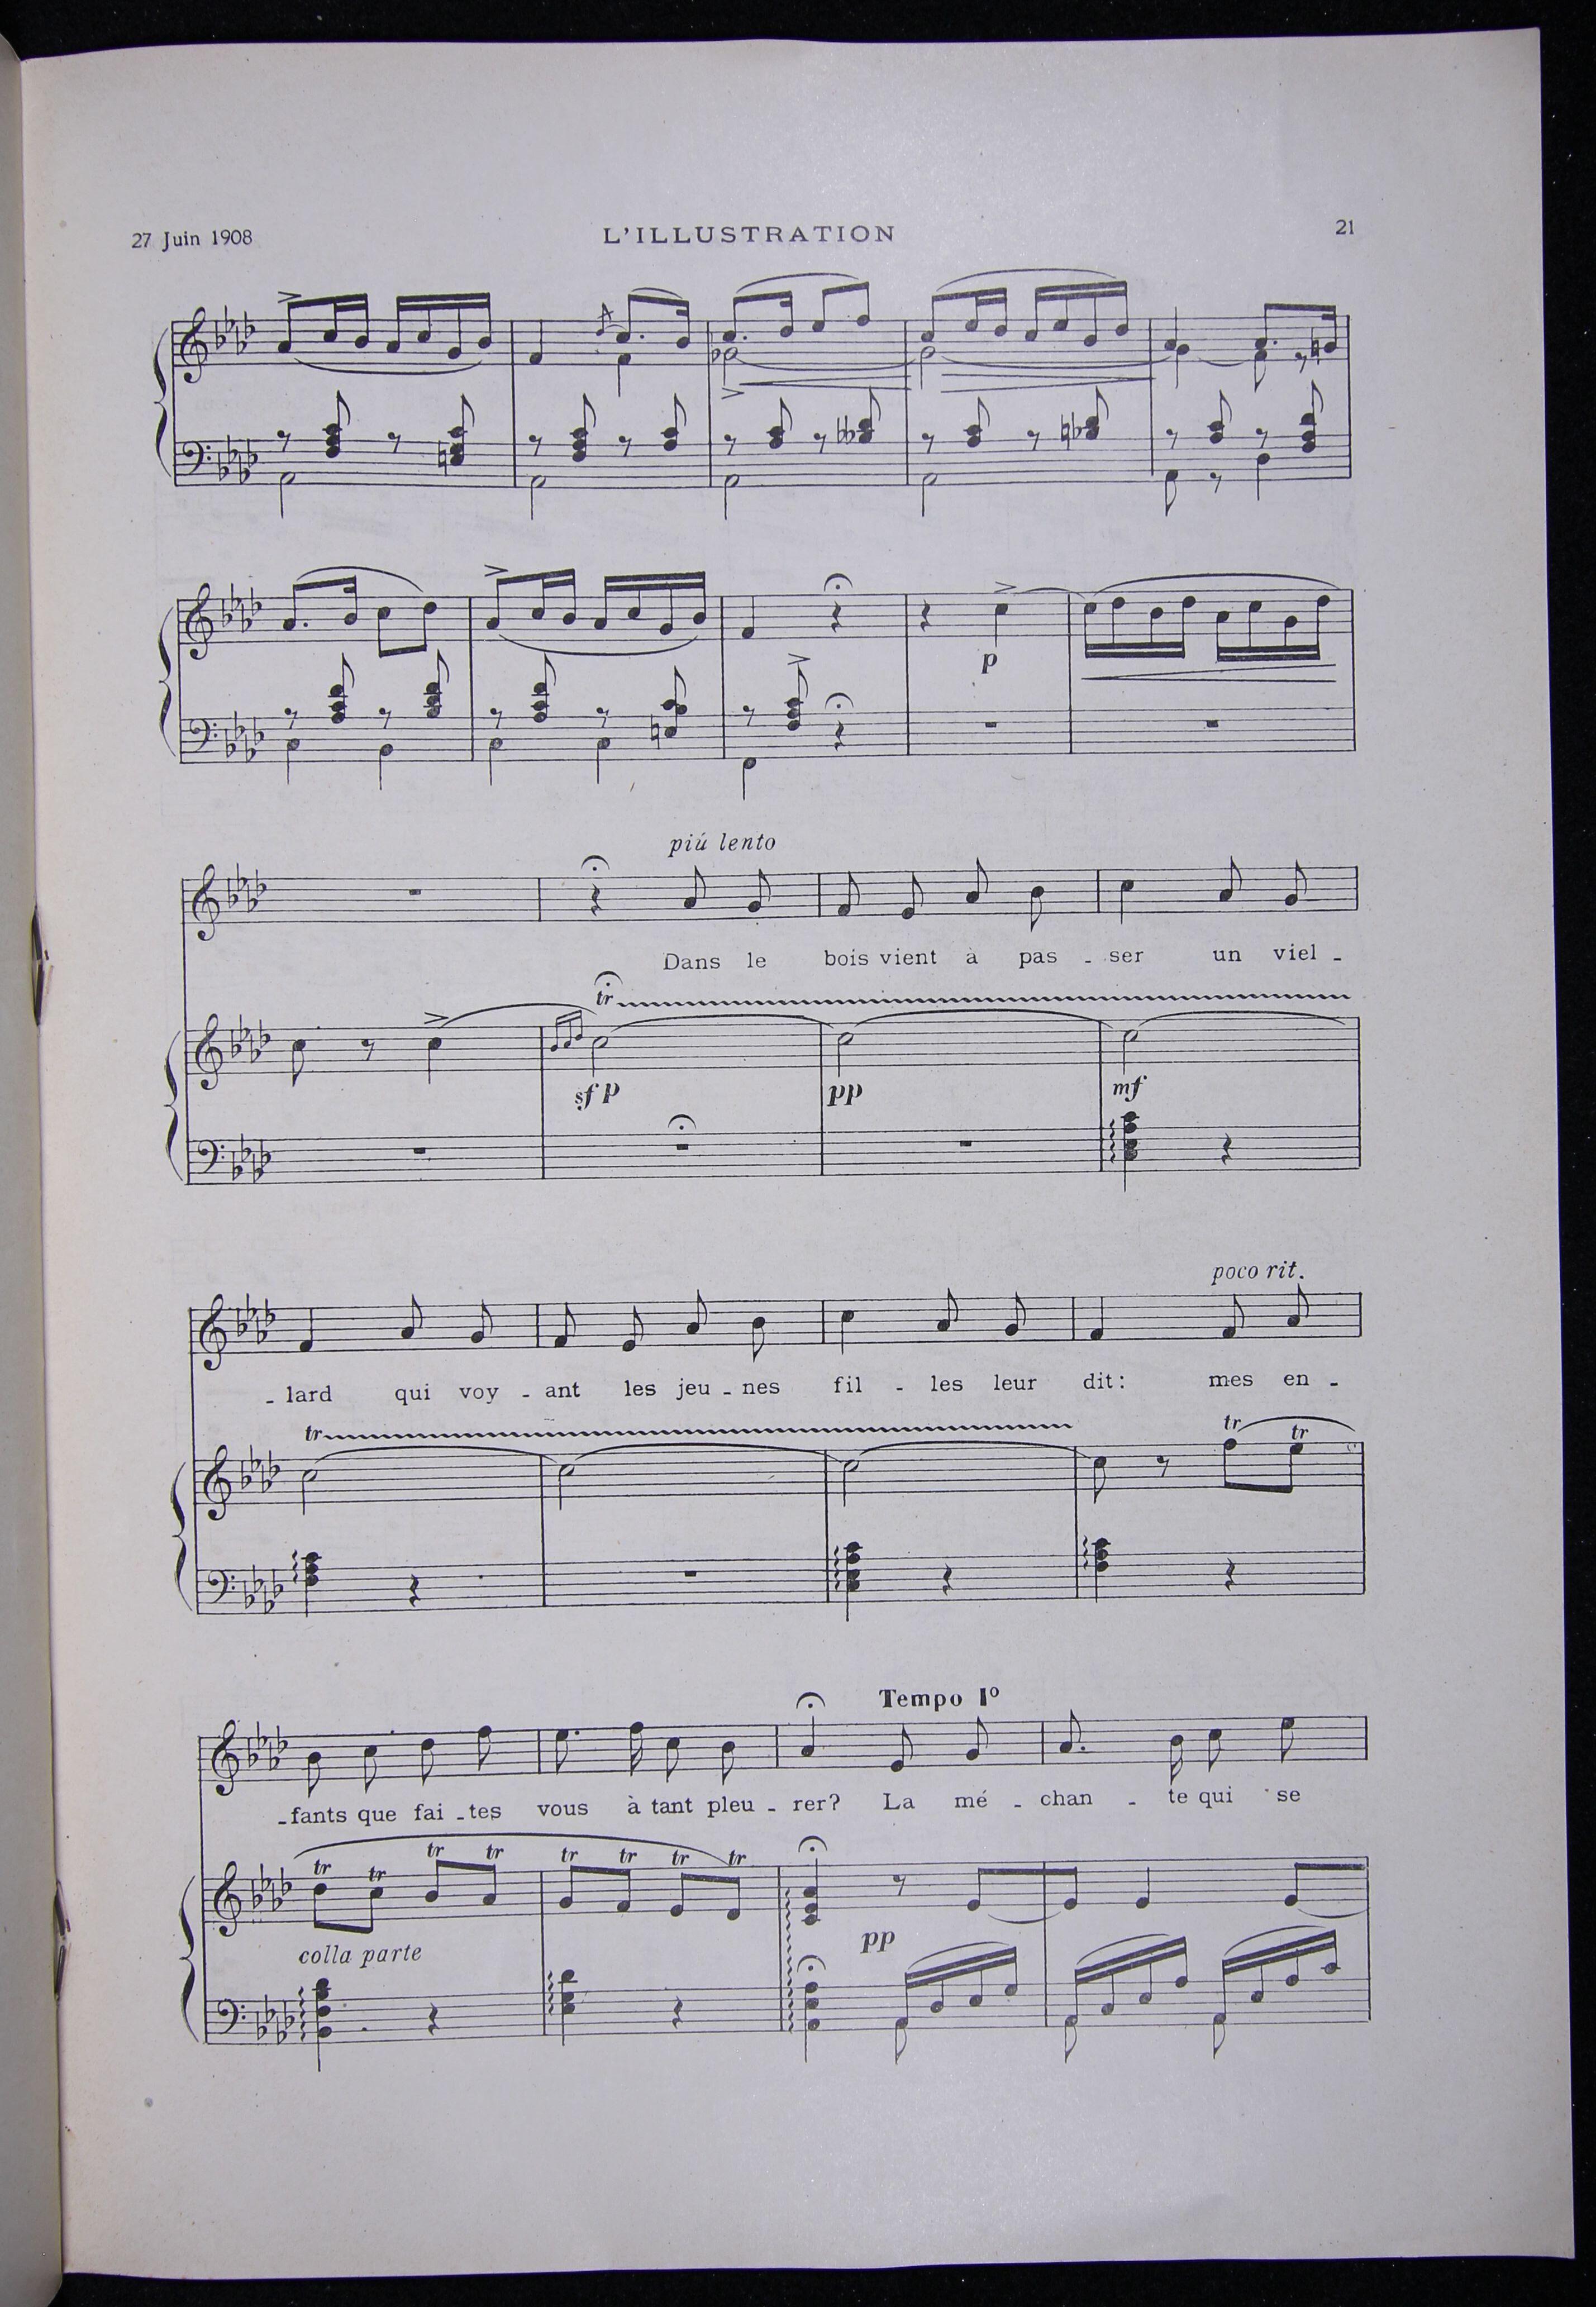 27 Juin 1908 L'ILLUSTRATION 21
p
piú lento
Dans le bois vient à pas - ser un viel -
tr
sfp pp mf
poco rit.
- lard qui voy - ant les jeu - nes fil - les leur dit: mes en -
tr tr tr
Tempo 1º
- fants que fai - tes vous à tant pleu - rer? La mé - chan - te qui se
tr tr tr tr tr tr tr tr
colla parte pp